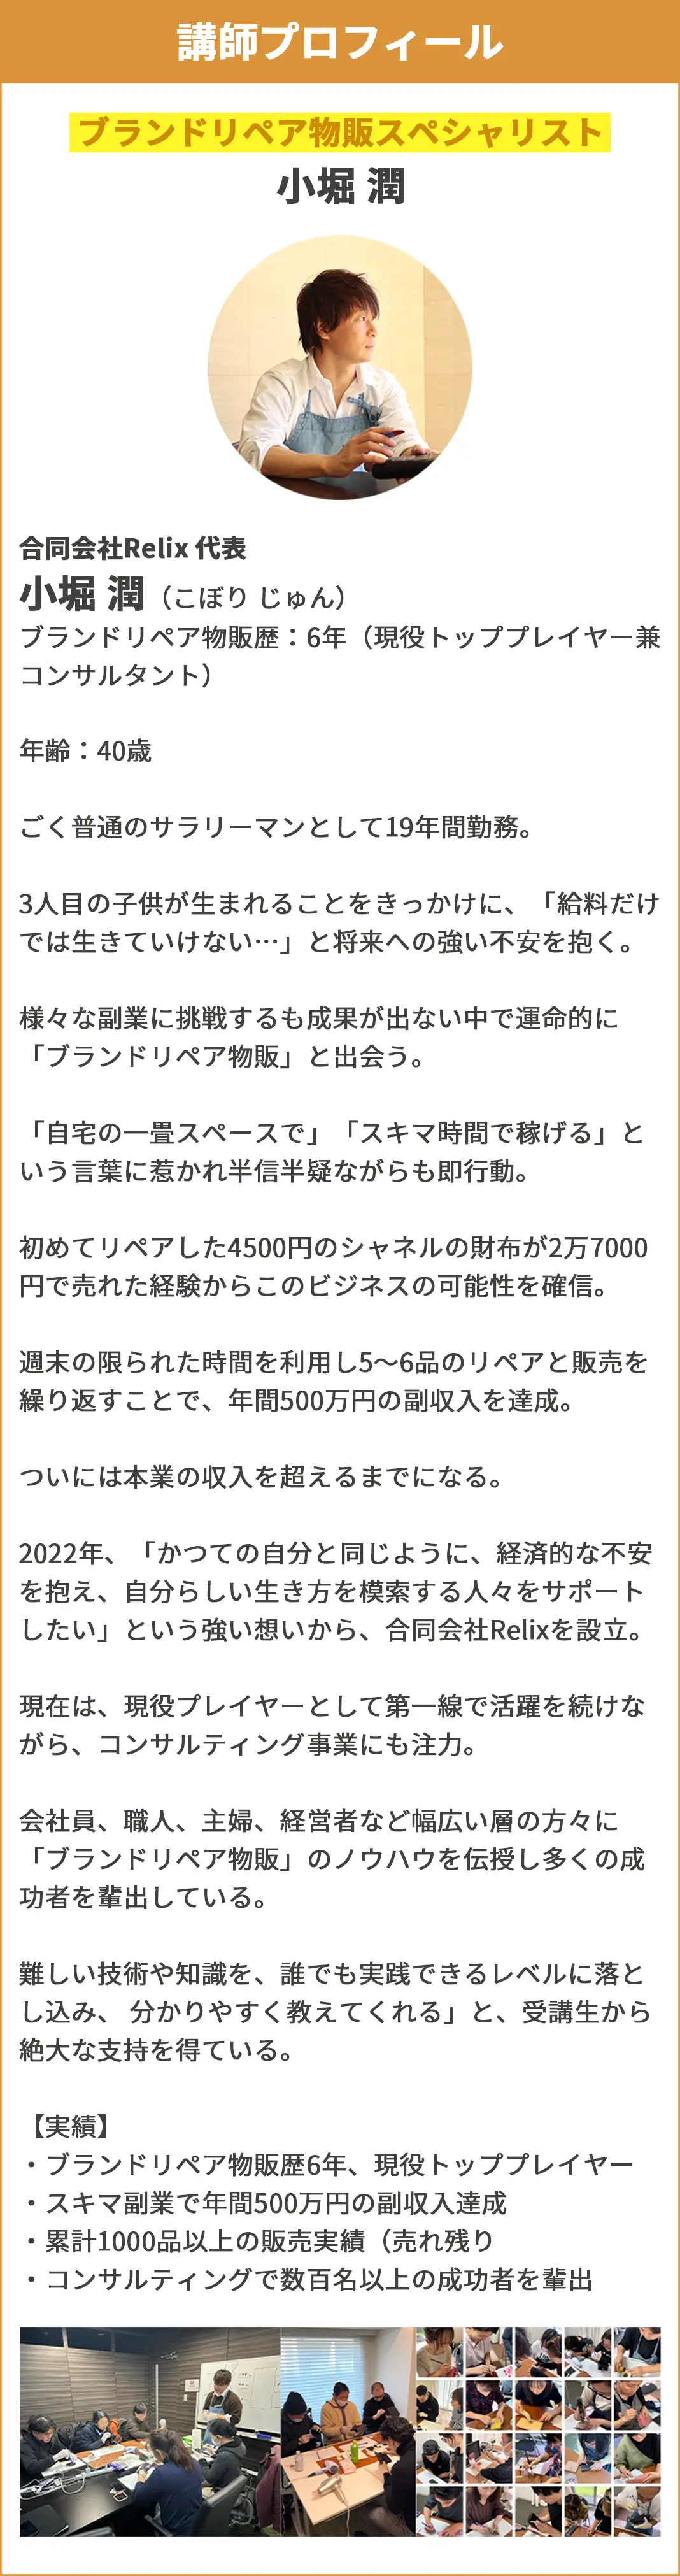 講師プロフィール
ブランドリペア物販スペシャリスト
小堀 潤
合同会社Relix 代表
小堀 潤（こぼり じゅん）
ブランドリペア物販歴：6年（現役トッププレイヤー兼
コンサルタント）
年齢：40歳
ごく普通のサラリーマンとして19年間勤務。
3人目の子供が生まれることをきっかけに、「給料だけ
では生きていけない…」と将来への強い不安を抱く。
様々な副業に挑戦するも成果が出ない中で運命的に
「ブランドリペア物販」と出会う。
「自宅の一畳スペースで」「スキマ時間で稼げる」と
いう言葉に惹かれ半信半疑ながらも即行動。
初めてリペアした4500円のシャネルの財布が2万7000
円で売れた経験からこのビジネスの可能性を確信。
週末の限られた時間を利用し5〜6品のリペアと販売を
繰り返すことで、年間500万円の副収入を達成。
ついには本業の収入を超えるまでになる。
2022年、「かつての自分と同じように、経済的な不安
を抱え、自分らしい生き方を模索する人々をサポート
したい」という強い想いから、合同会社Relixを設立。
現在は、現役プレイヤーとして第一線で活躍を続けな
がら、コンサルティング事業にも注力。
会社員、職人、主婦、経営者など幅広い層の方々に
「ブランドリペア物販」のノウハウを伝授し多くの成
功者を輩出している。
難しい技術や知識を、誰でも実践できるレベルに落と
し込み、 分かりやすく教えてくれる」と、受講生から
絶大な支持を得ている。
【実績】
・ブランドリペア物販歴6年、現役トッププレイヤー
・スキマ副業で年間500万円の副収入達成
・累計1000品以上の販売実績（売れ残り
・コンサルティングで数百名以上の成功者を輩出